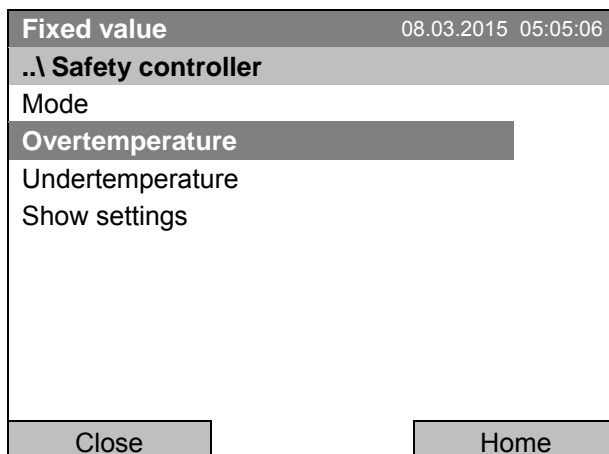 Fixed value 08.03.2015 05:05:06
..\ Safety controller
Mode
Overtemperature
Undertemperature
Show settings
Close Home